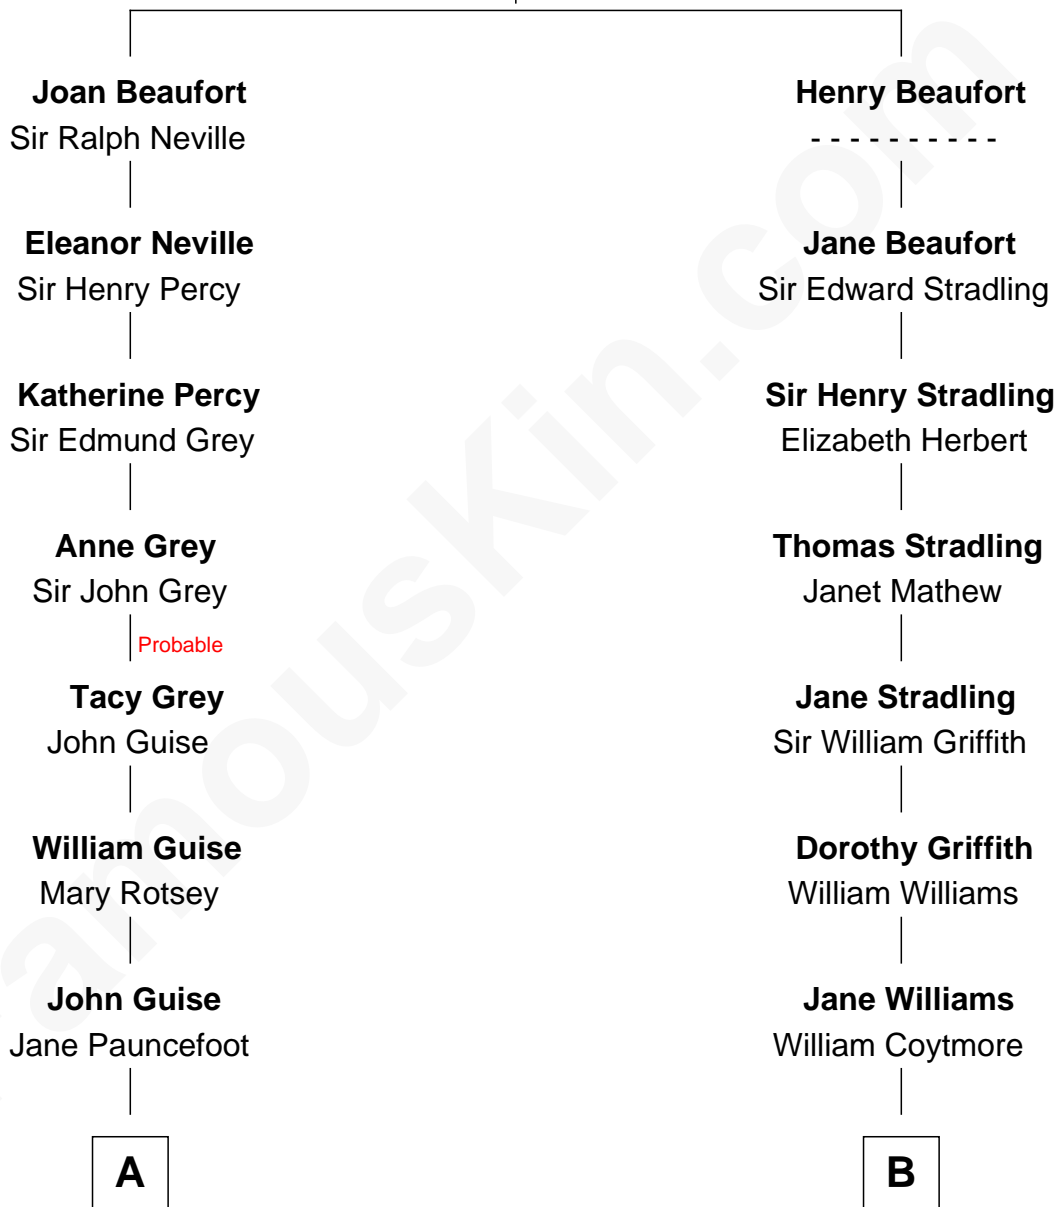 Joan Beaufort
Sir Ralph Neville
Eleanor Neville
Sir Henry Percy
Katherine Percy
Sir Edmund Grey
Anne Grey
Sir John Grey
Probable
Tacy Grey
John Guise
William Guise
Mary Rotsey
John Guise
Jane Pauncefoot
A
Henry Beaufort
- - - - - - - - - -
Jane Beaufort
Sir Edward Stradling
Sir Henry Stradling
Elizabeth Herbert
Thomas Stradling
Janet Mathew
Jane Stradling
Sir William Griffith
Dorothy Griffith
William Williams
Jane Williams
William Coytmore
B
amousKin.com